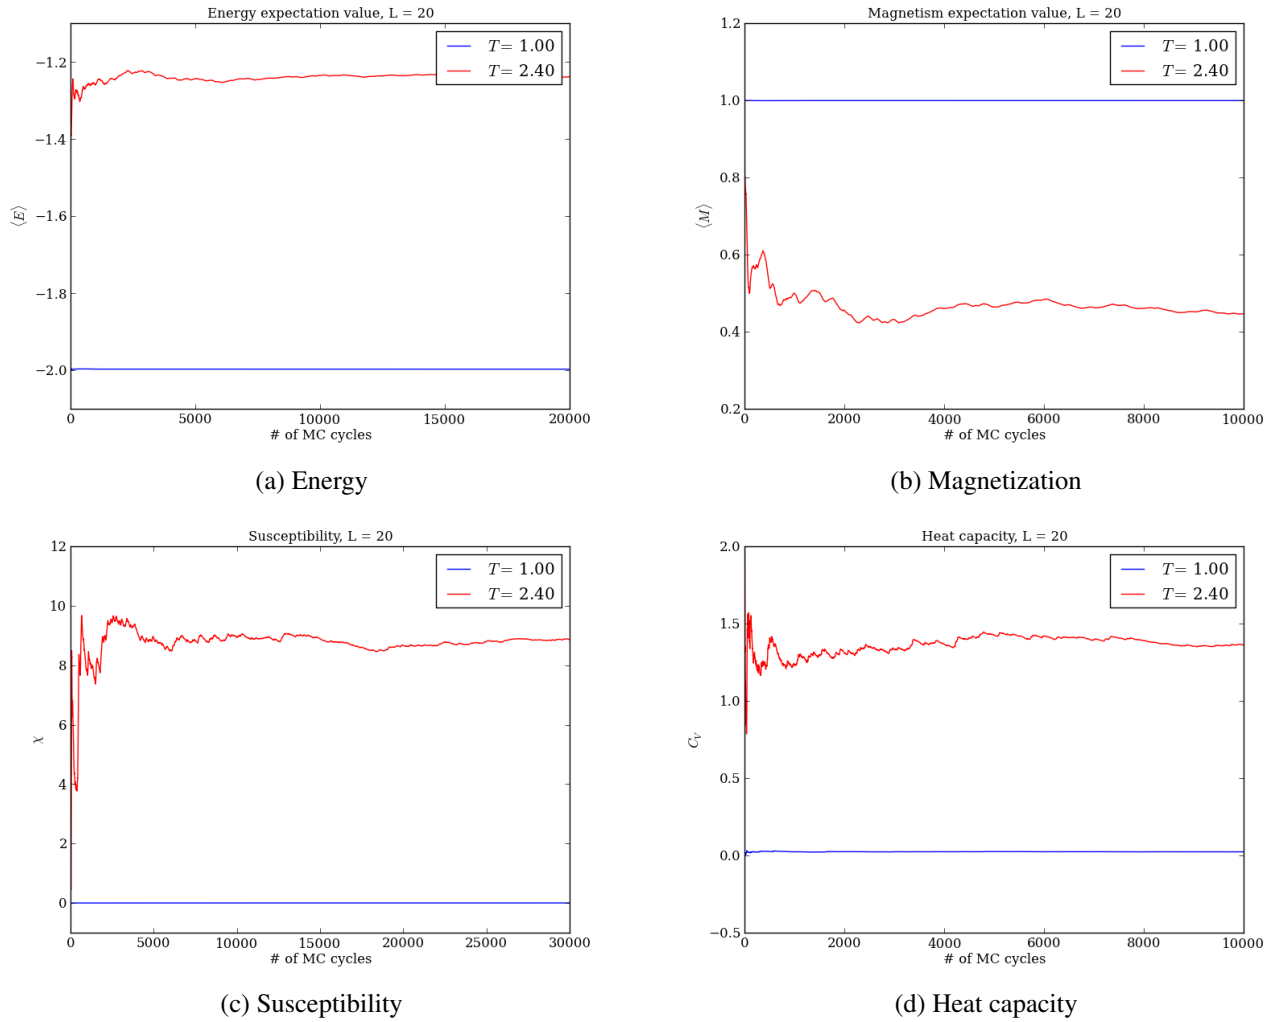 Energy expectation value, L = 20
T = 1.00
T = 2.40
⟨E⟩
−1.2
−1.4
−1.6
−1.8
−2.0
0 5000 10000 15000 20000
# of MC cycles
(a) Energy
Magnetism expectation value, L = 20
T = 1.00
T = 2.40
⟨M⟩
1.2
1.0
0.8
0.6
0.4
0.2
0 2000 4000 6000 8000 10000
# of MC cycles
(b) Magnetization
Susceptibility, L = 20
T = 1.00
T = 2.40
χ
12
10
8
6
4
2
0
0 5000 10000 15000 20000 25000 30000
# of MC cycles
(c) Susceptibility
Heat capacity, L = 20
T = 1.00
T = 2.40
C_V
2.0
1.5
1.0
0.5
0.0
−0.5
0 2000 4000 6000 8000 10000
# of MC cycles
(d) Heat capacity